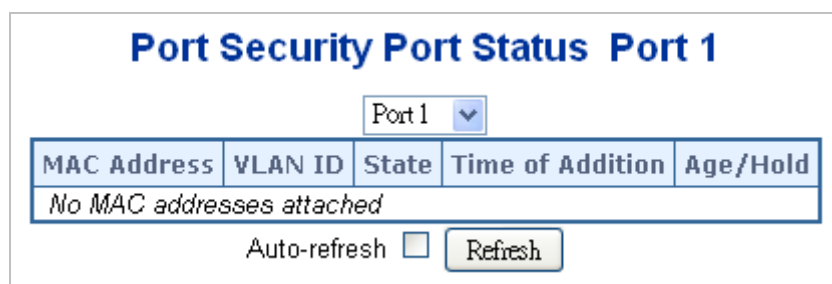 Port Security Port Status Port 1
Port 1
MAC Address VLAN ID State Time of Addition Age/Hold
No MAC addresses attached
Auto-refresh Refresh